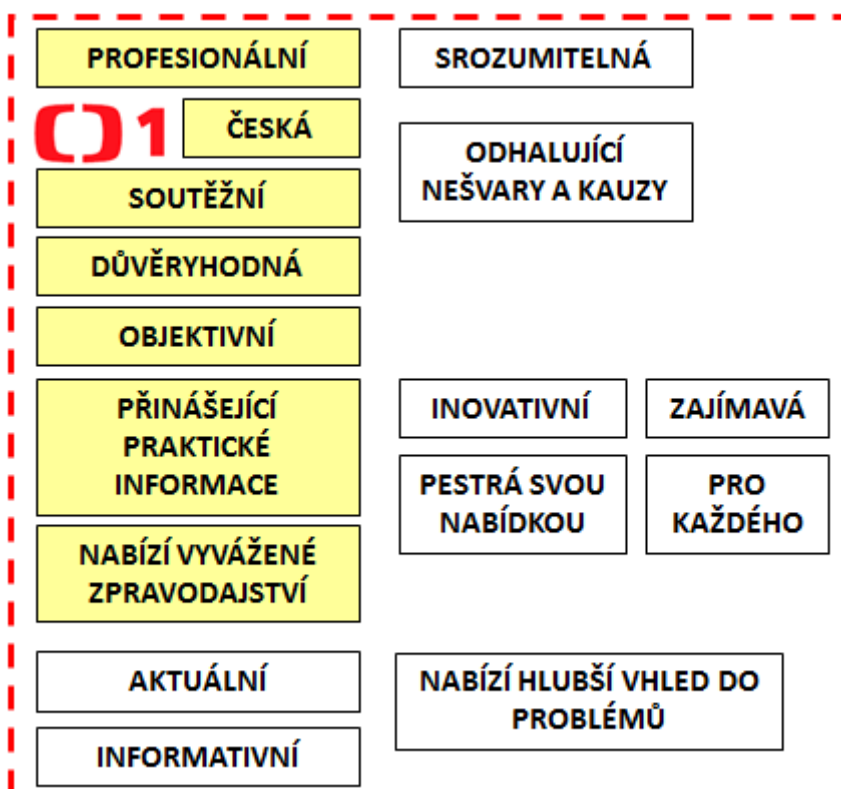 PROFESIONÁLNÍ
SROZUMITELNÁ
1
ČESKÁ
ODHALUJÍCÍ
NEŠVARY A KAUZY
SOUTĚŽNÍ
DŮVĚRYHODNÁ
OBJEKTIVNÍ
PŘINÁŠEJÍCÍ
PRAKTICKÉ
INFORMACE
INOVATIVNÍ
ZAJÍMAVÁ
PESTRÁ SVOU
NABÍDKOU
PRO
KAŽDÉHO
NABÍZÍ VYVÁŽENÉ
ZPRAVODAJSTVÍ
AKTUÁLNÍ
NABÍZÍ HLUBŠÍ VHLED DO
PROBLÉMŮ
INFORMATIVNÍ